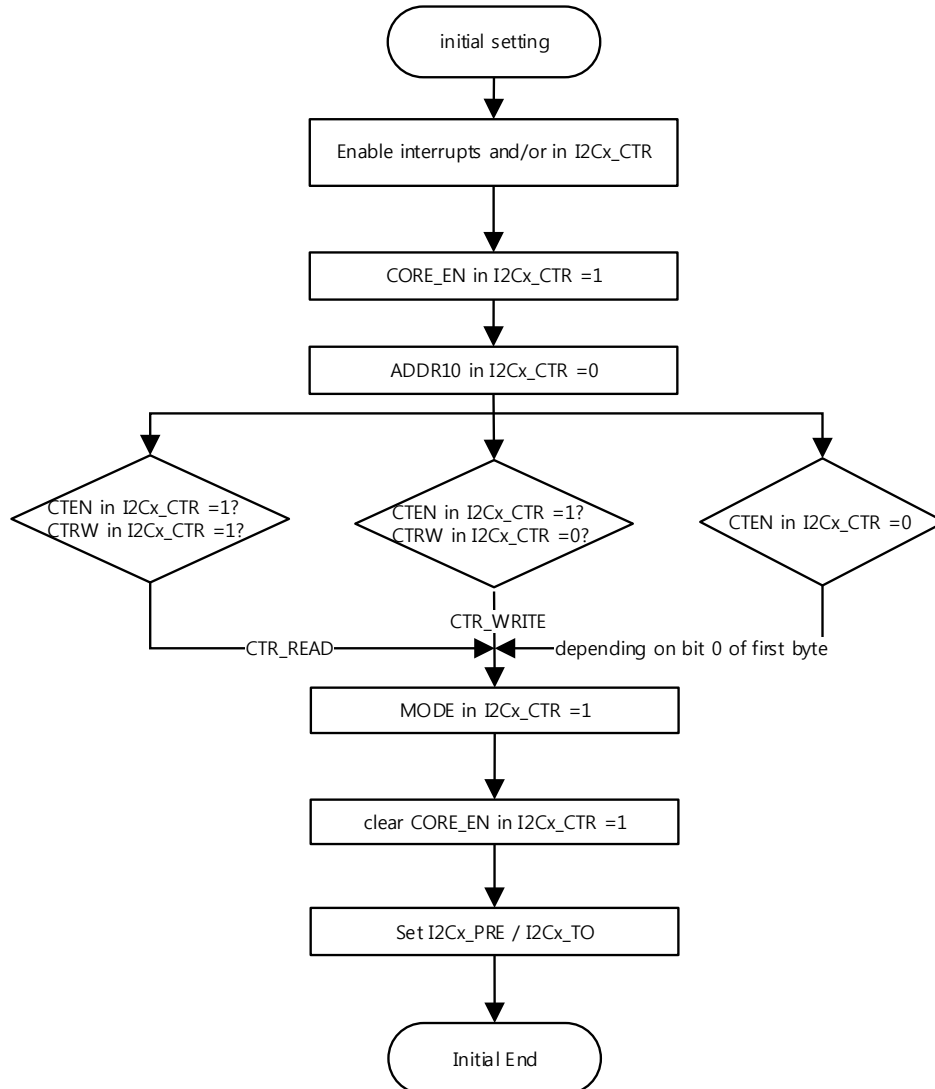 initial setting
Enable interrupts and/or in I2Cx_CTR
CORE_EN in I2Cx_CTR =1
ADDR10 in I2Cx_CTR =0
CTEN in I2Cx_CTR =1?
CTRW in I2Cx_CTR =1?
CTEN in I2Cx_CTR =1?
CTRW in I2Cx_CTR =0?
CTEN in I2Cx_CTR =0
CTR_WRITE
CTR_READ
depending on bit 0 of first byte
MODE in I2Cx_CTR =1
clear CORE_EN in I2Cx_CTR =1
Set I2Cx_PRE / I2Cx_TO
Initial End